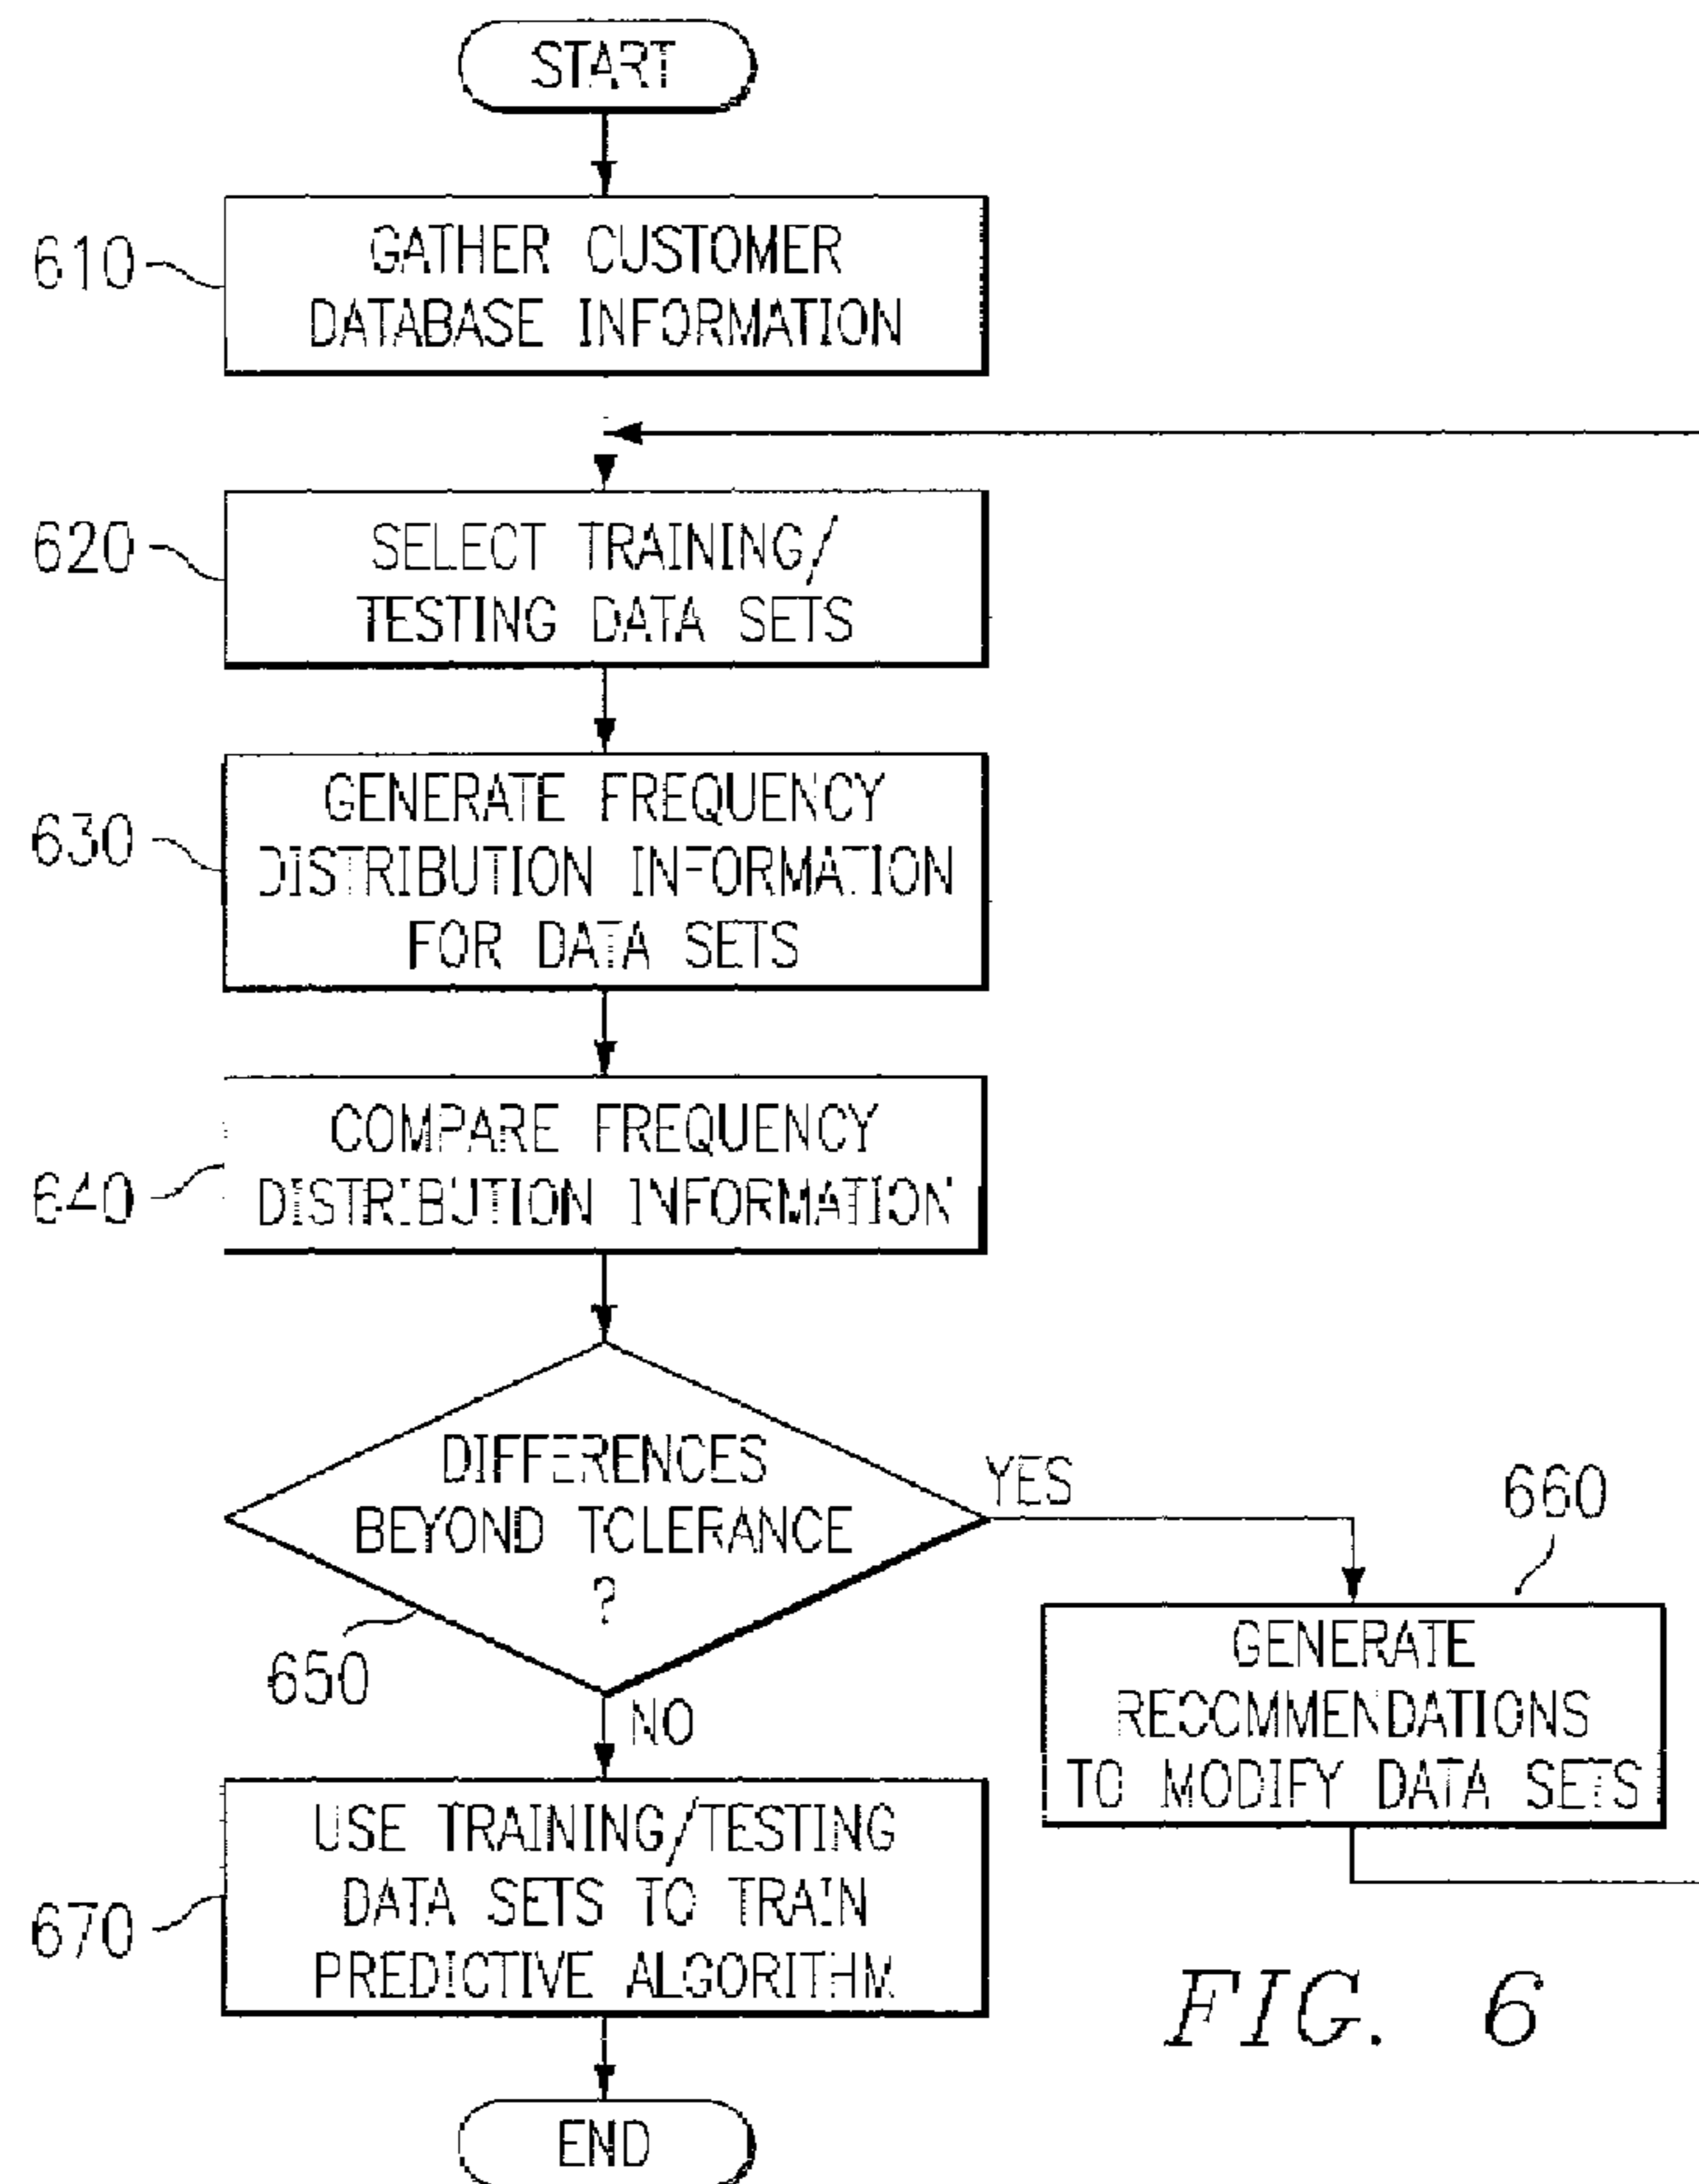 START
610
GATHER CUSTOMER
DATABASE INFORMATION
620
SELECT TRAINING/
TESTING DATA SETS
630
GENERATE FREQUENCY
DISTRIBUTION INFORMATION
FOR DATA SETS
640
COMPARE FREQUENCY
DISTRIBUTION INFORMATION
DIFFERENCES
BEYOND TOLERANCE
?
650
YES
NO
660
GENERATE
RECOMMENDATIONS
TO MODIFY DATA SETS
670
USE TRAINING/TESTING
DATA SETS TO TRAIN
PREDICTIVE ALGORITHM
END
FIG. 6